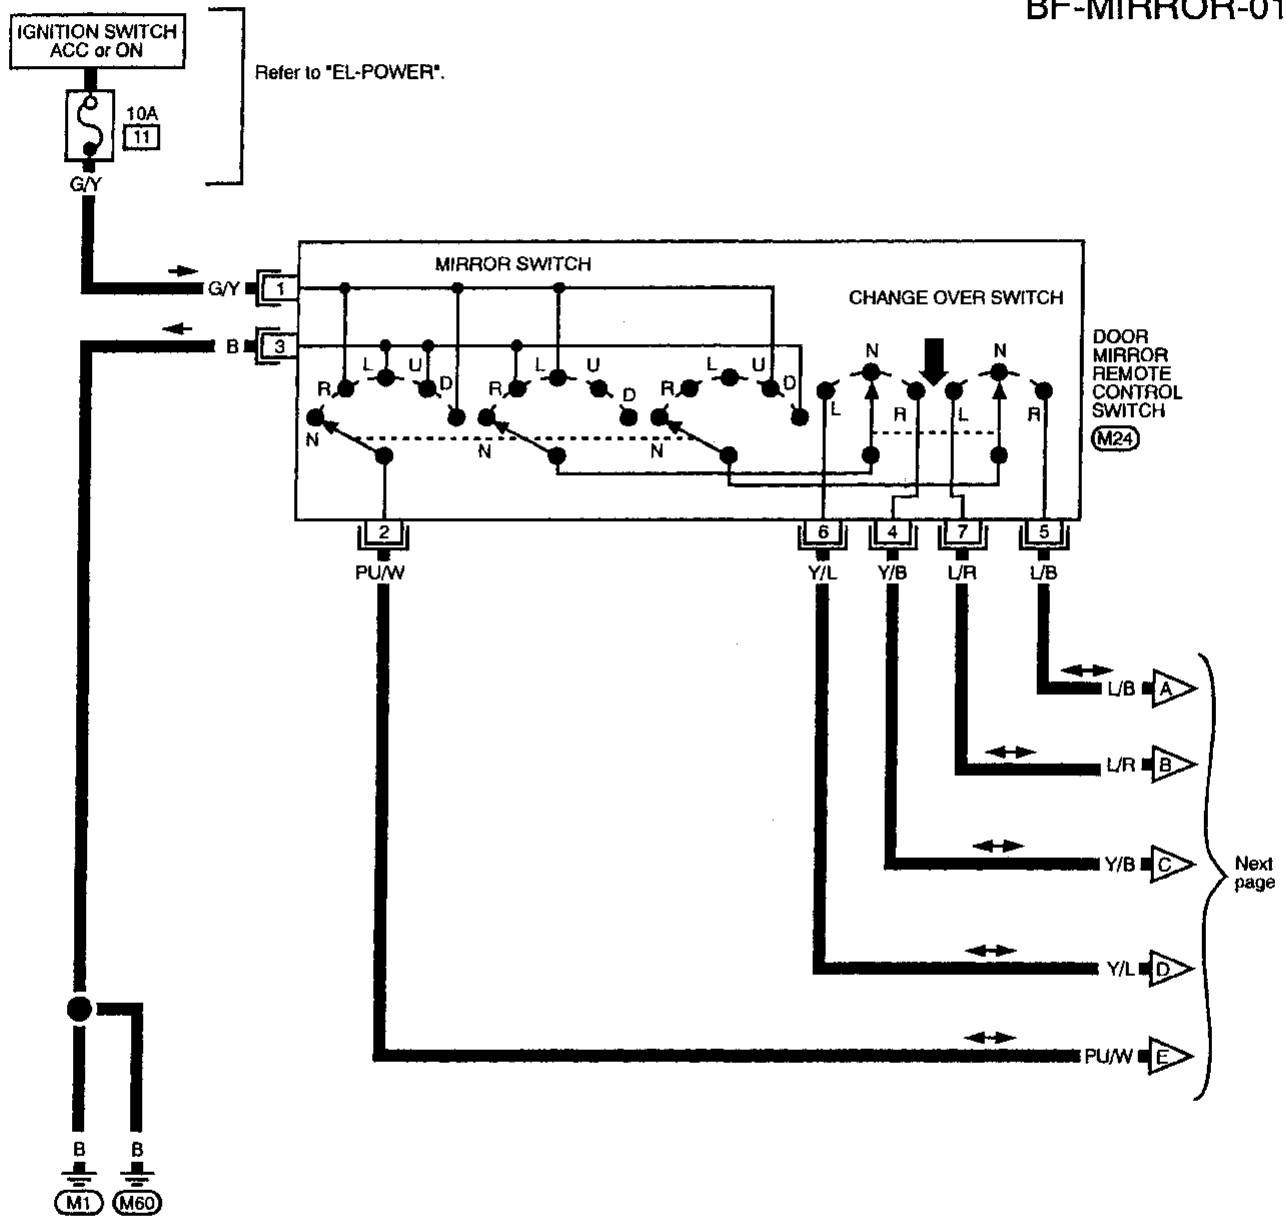 BF-MIRROR-01
IGNITION SWITCH
ACC or ON
Refer to "EL-POWER".
10A
11
G/Y
MIRROR SWITCH
G/Y 1
CHANGE OVER SWITCH
B 3
DOOR
MIRROR
REMOTE
CONTROL
SWITCH
M24
N R L U D
N R L U D
N R L U D
L N R
L N R
2 6 4 7 5
PU/W Y/L Y/B L/R L/B
L/B A
L/R B
Y/B C
Next
page
Y/L D
PU/W E
B B
M1 M60